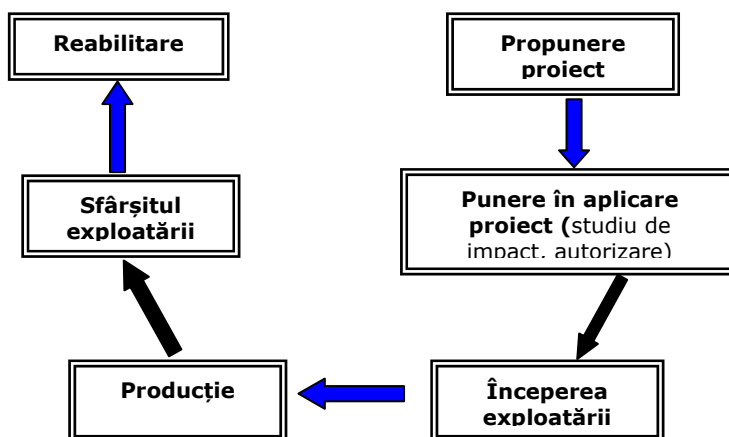 Reabilitare
Propunere
proiect
Sfârșitul
exploatării
Punere în aplicare
proiect (studiu de
impact, autorizare)
Producție
Începerea
exploatării